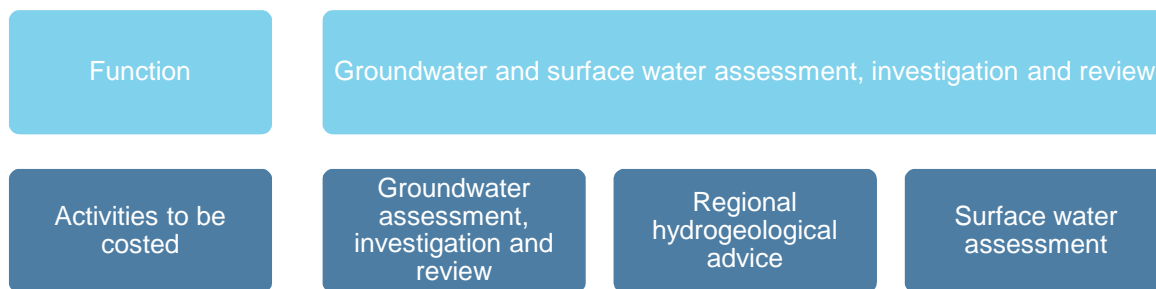 Function
Groundwater and surface water assessment, investigation and review
Activities to be
costed
Groundwater
assessment,
investigation and
review
Regional
hydrogeological
advice
Surface water
assessment